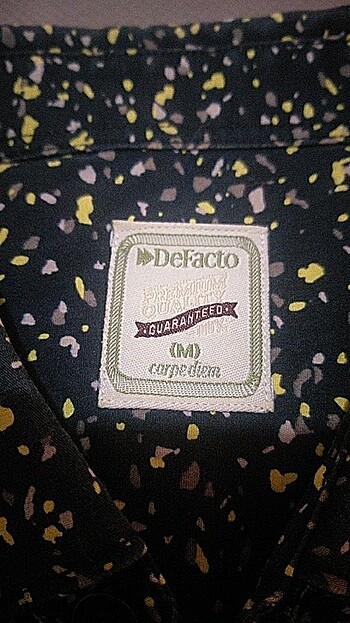 DeFacto
PREMIUM
QUALITY
GUARANTEED
(M)
carpe diem